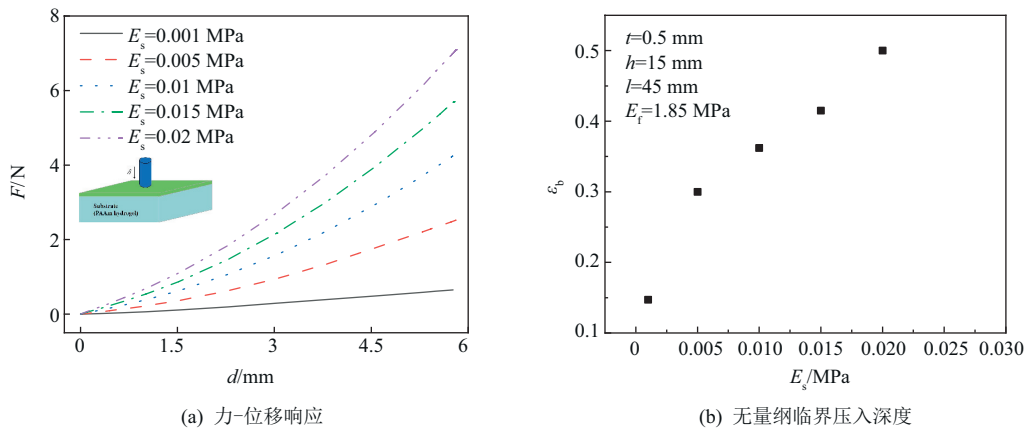 8
6
4
2
0
F/N
E_s=0.001 MPa
E_s=0.005 MPa
E_s=0.01 MPa
E_s=0.015 MPa
E_s=0.02 MPa
Substrate
(PAAm hydrogel)
0 1.5 3 4.5 6
d/mm
(a) 力-位移响应
0.5
0.4
0.3
0.5
0.1
ε_b
t=0.5 mm
h=15 mm
l=45 mm
E_f=1.85 MPa
0 0.005 0.010 0.015 0.020 0.025 0.030
E_s/MPa
(b) 无量纲临界压入深度